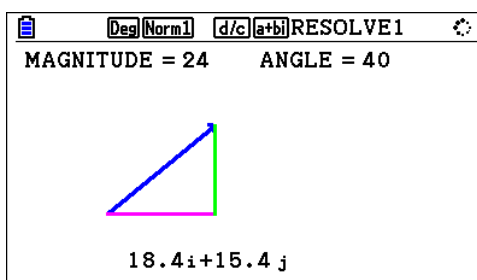 Deg Norm1 d/c a+bi RESOLVE1
MAGNITUDE = 24 ANGLE = 40
18.4i+15.4j